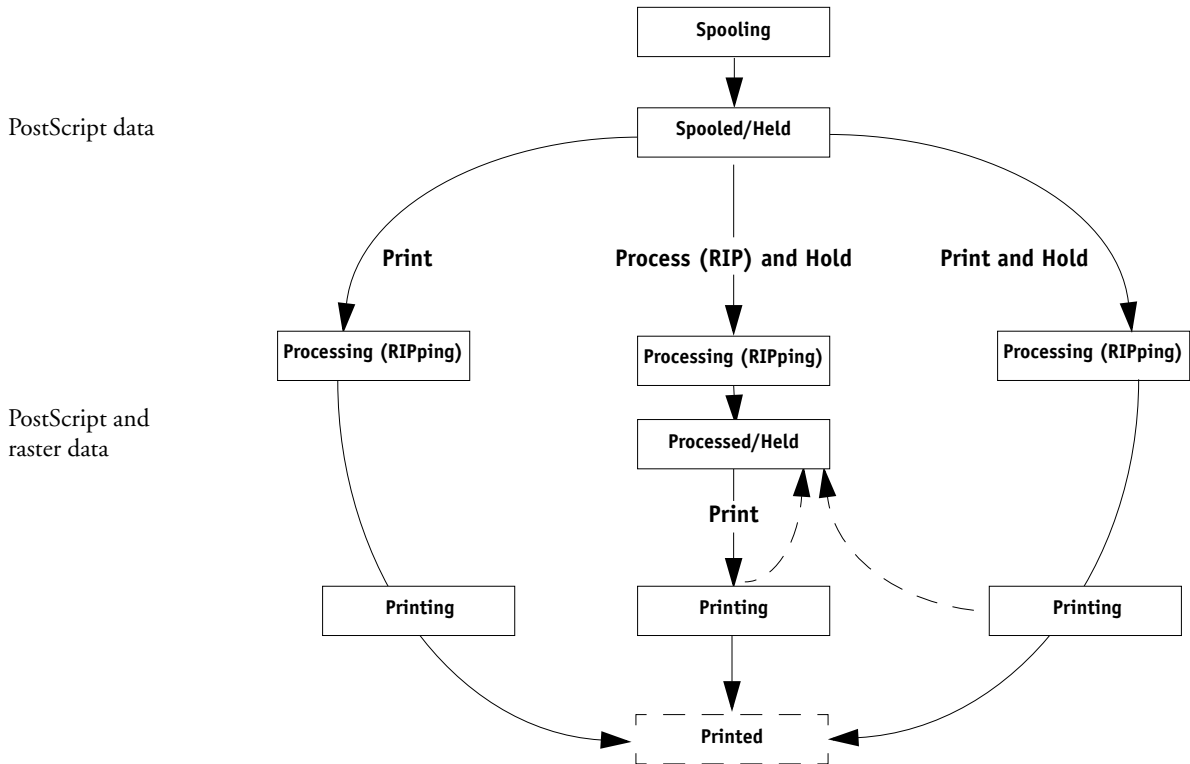 Spooling
PostScript data
Spooled/Held
Print
Process (RIP) and Hold
Print and Hold
Processing (RIPping)
Processing (RIPping)
Processing (RIPping)
PostScript and
raster data
Processed/Held
Print
Printing
Printing
Printing
Printed